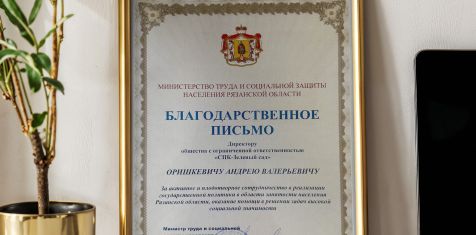 МИНИСТЕРСТВО ТРУДА И СОЦИАЛЬНОЙ ЗАЩИТЫ
НАСЕЛЕНИЯ РЯЗАНСКОЙ ОБЛАСТИ
БЛАГОДАРСТВЕННОЕ
ПИСЬМО
Директору
общества с ограниченной ответственностью
«СПК-Зеленый сад»
ОРИШКЕВИЧУ АНДРЕЮ ВАЛЕРЬЕВИЧУ
За активное и плодотворное сотрудничество в реализации
государственной политики в области занятости населения
Рязанской области, оказание помощи в решении задач высокой
социальной значимости
Министр труда и социальной